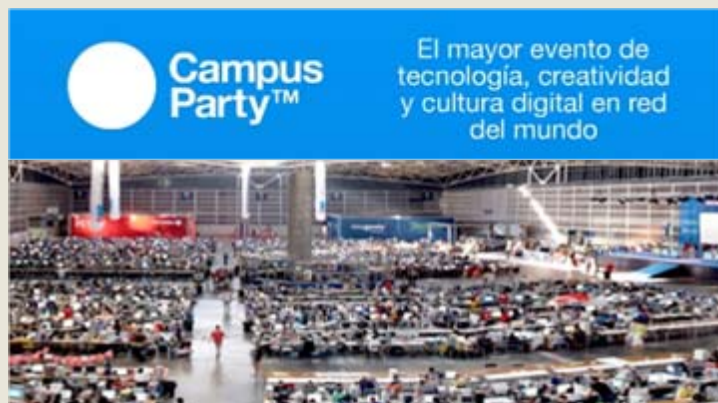 Campus
Party™
El mayor evento de
tecnología, creatividad
y cultura digital en red
del mundo